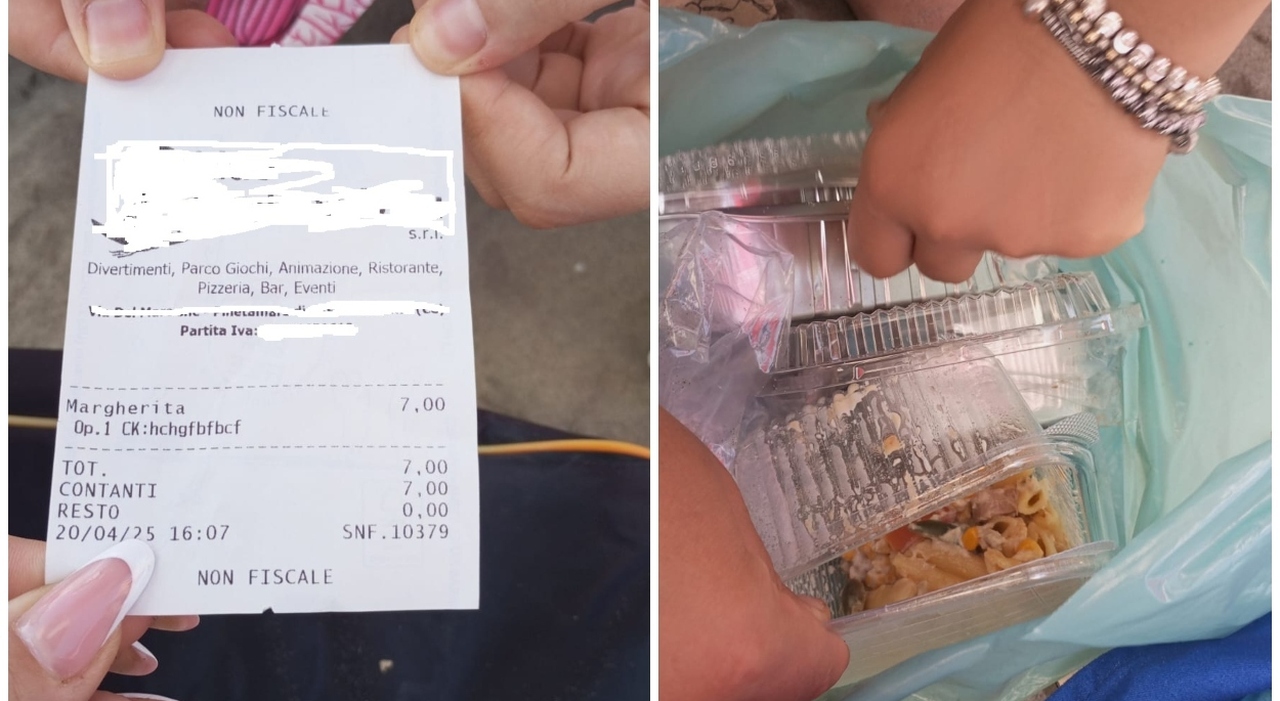 NON FISCALE
s.r.l.
Divertimenti, Parco Giochi, Animazione, Ristorante,
Pizzeria, Bar, Eventi
Partita Iva:
Margherita 7,00
Op.1 CK:hchgfbfbcf
TOT. 7,00
CONTANTI 7,00
RESTO 0,00
20/04/25 16:07 SNF.10379
NON FISCALE